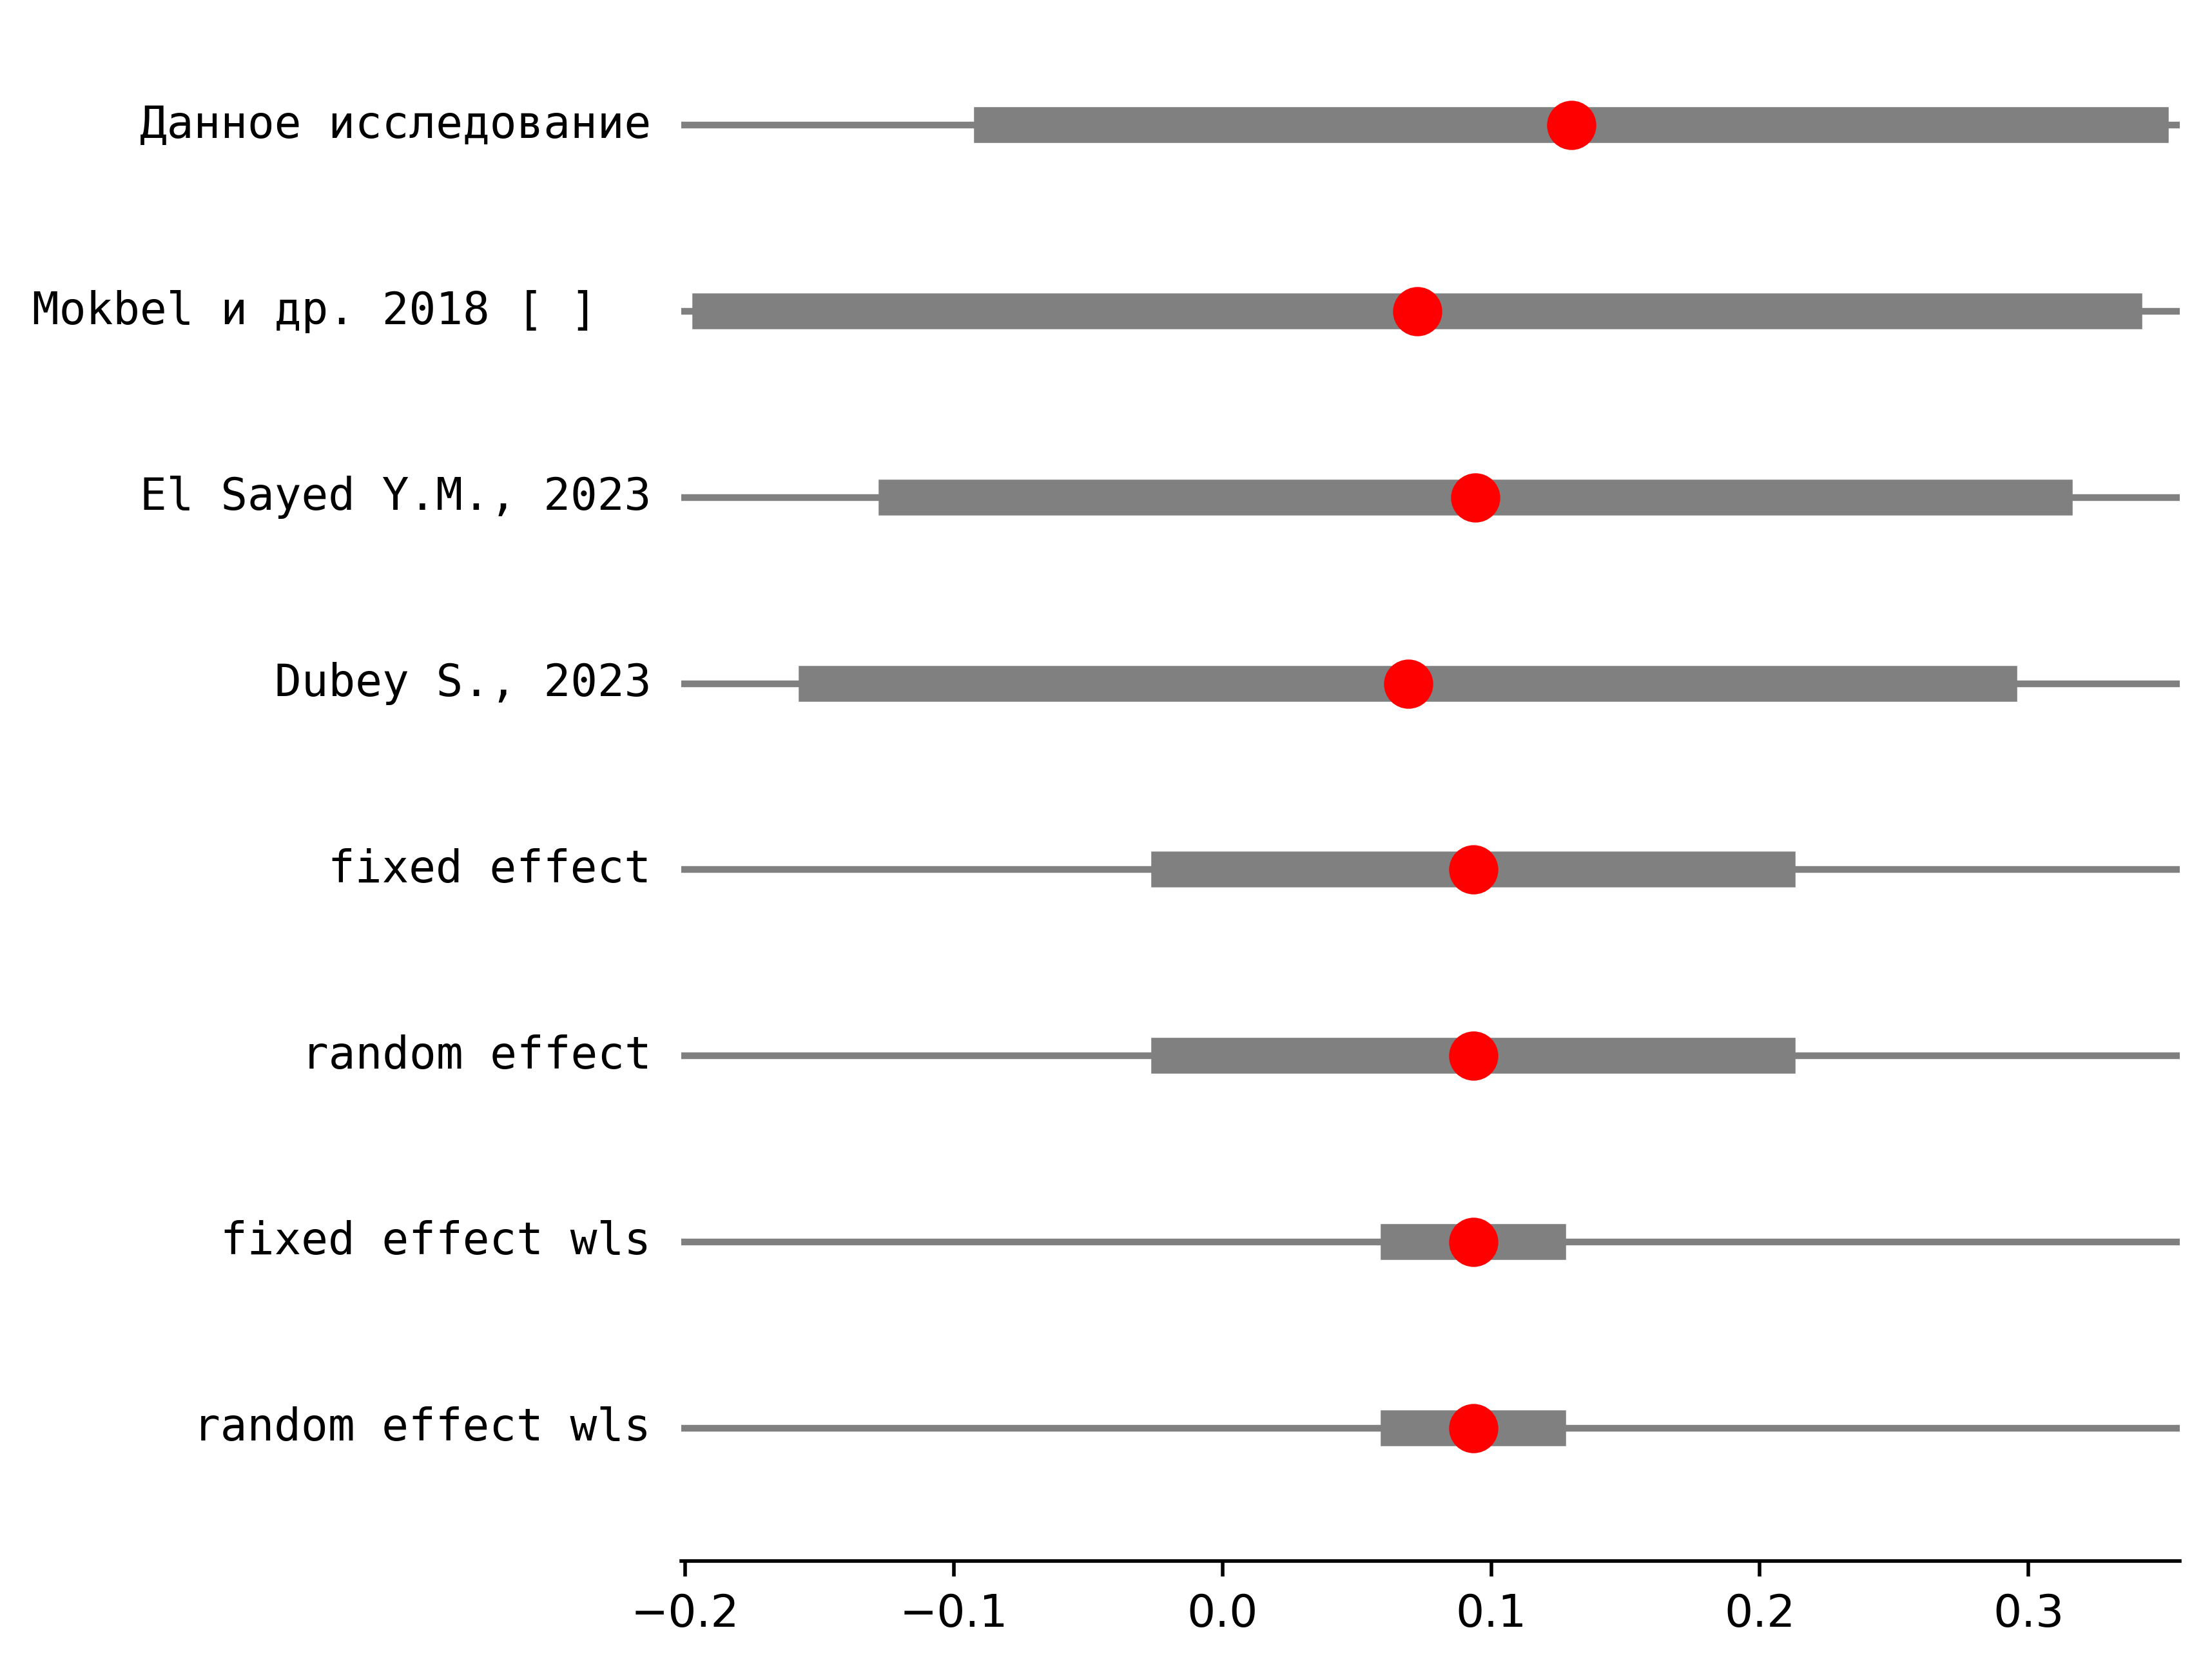 Данное исследование
Mokbel и др. 2018 [ ]
El Sayed Y.M., 2023
Dubey S., 2023
fixed effect
random effect
fixed effect wls
random effect wls
−0.2 −0.1 0.0 0.1 0.2 0.3